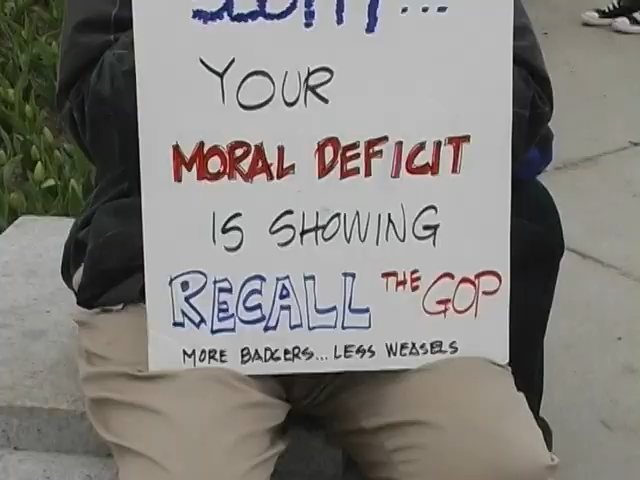 YOUR
MORAL DEFICIT
IS SHOWING
RECALL THE GOP
MORE BADGERS... LESS WEASELS